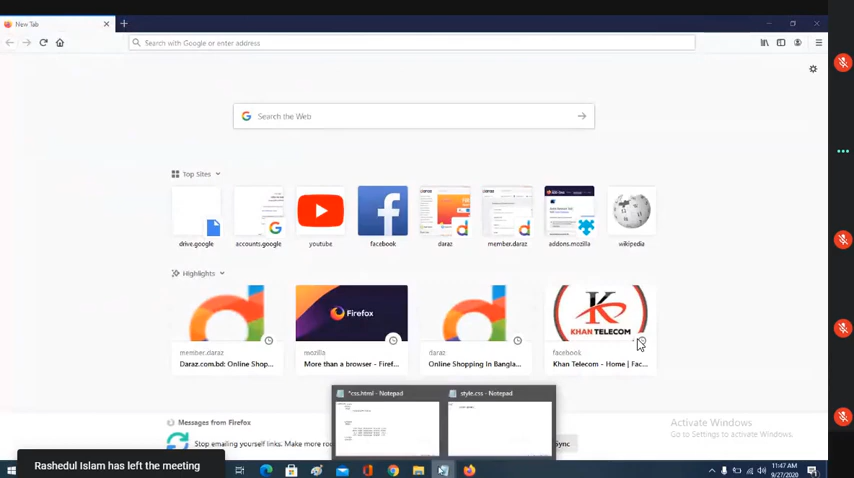 New Tab
Search with Google or enter address
Search the Web
Top Sites
drive.google
accounts.google
youtube
facebook
daraz
member.daraz
addons.mozilla
wikipedia
Highlights
Firefox
KHAN TELECOM
member.daraz
Daraz.com.bd: Online Shop...
mozilla
More than a browser - Firef...
daraz
Online Shopping In Bangla...
facebook
Khan Telecom - Home | Fac...
*css.html - Notepad
style.css - Notepad
Messages from Firefox
Stop emailing yourself links. Make more roo
Sync
Activate Windows
Go to Settings to activate Windows.
Rashedul Islam has left the meeting
11:47 AM
9/27/2020